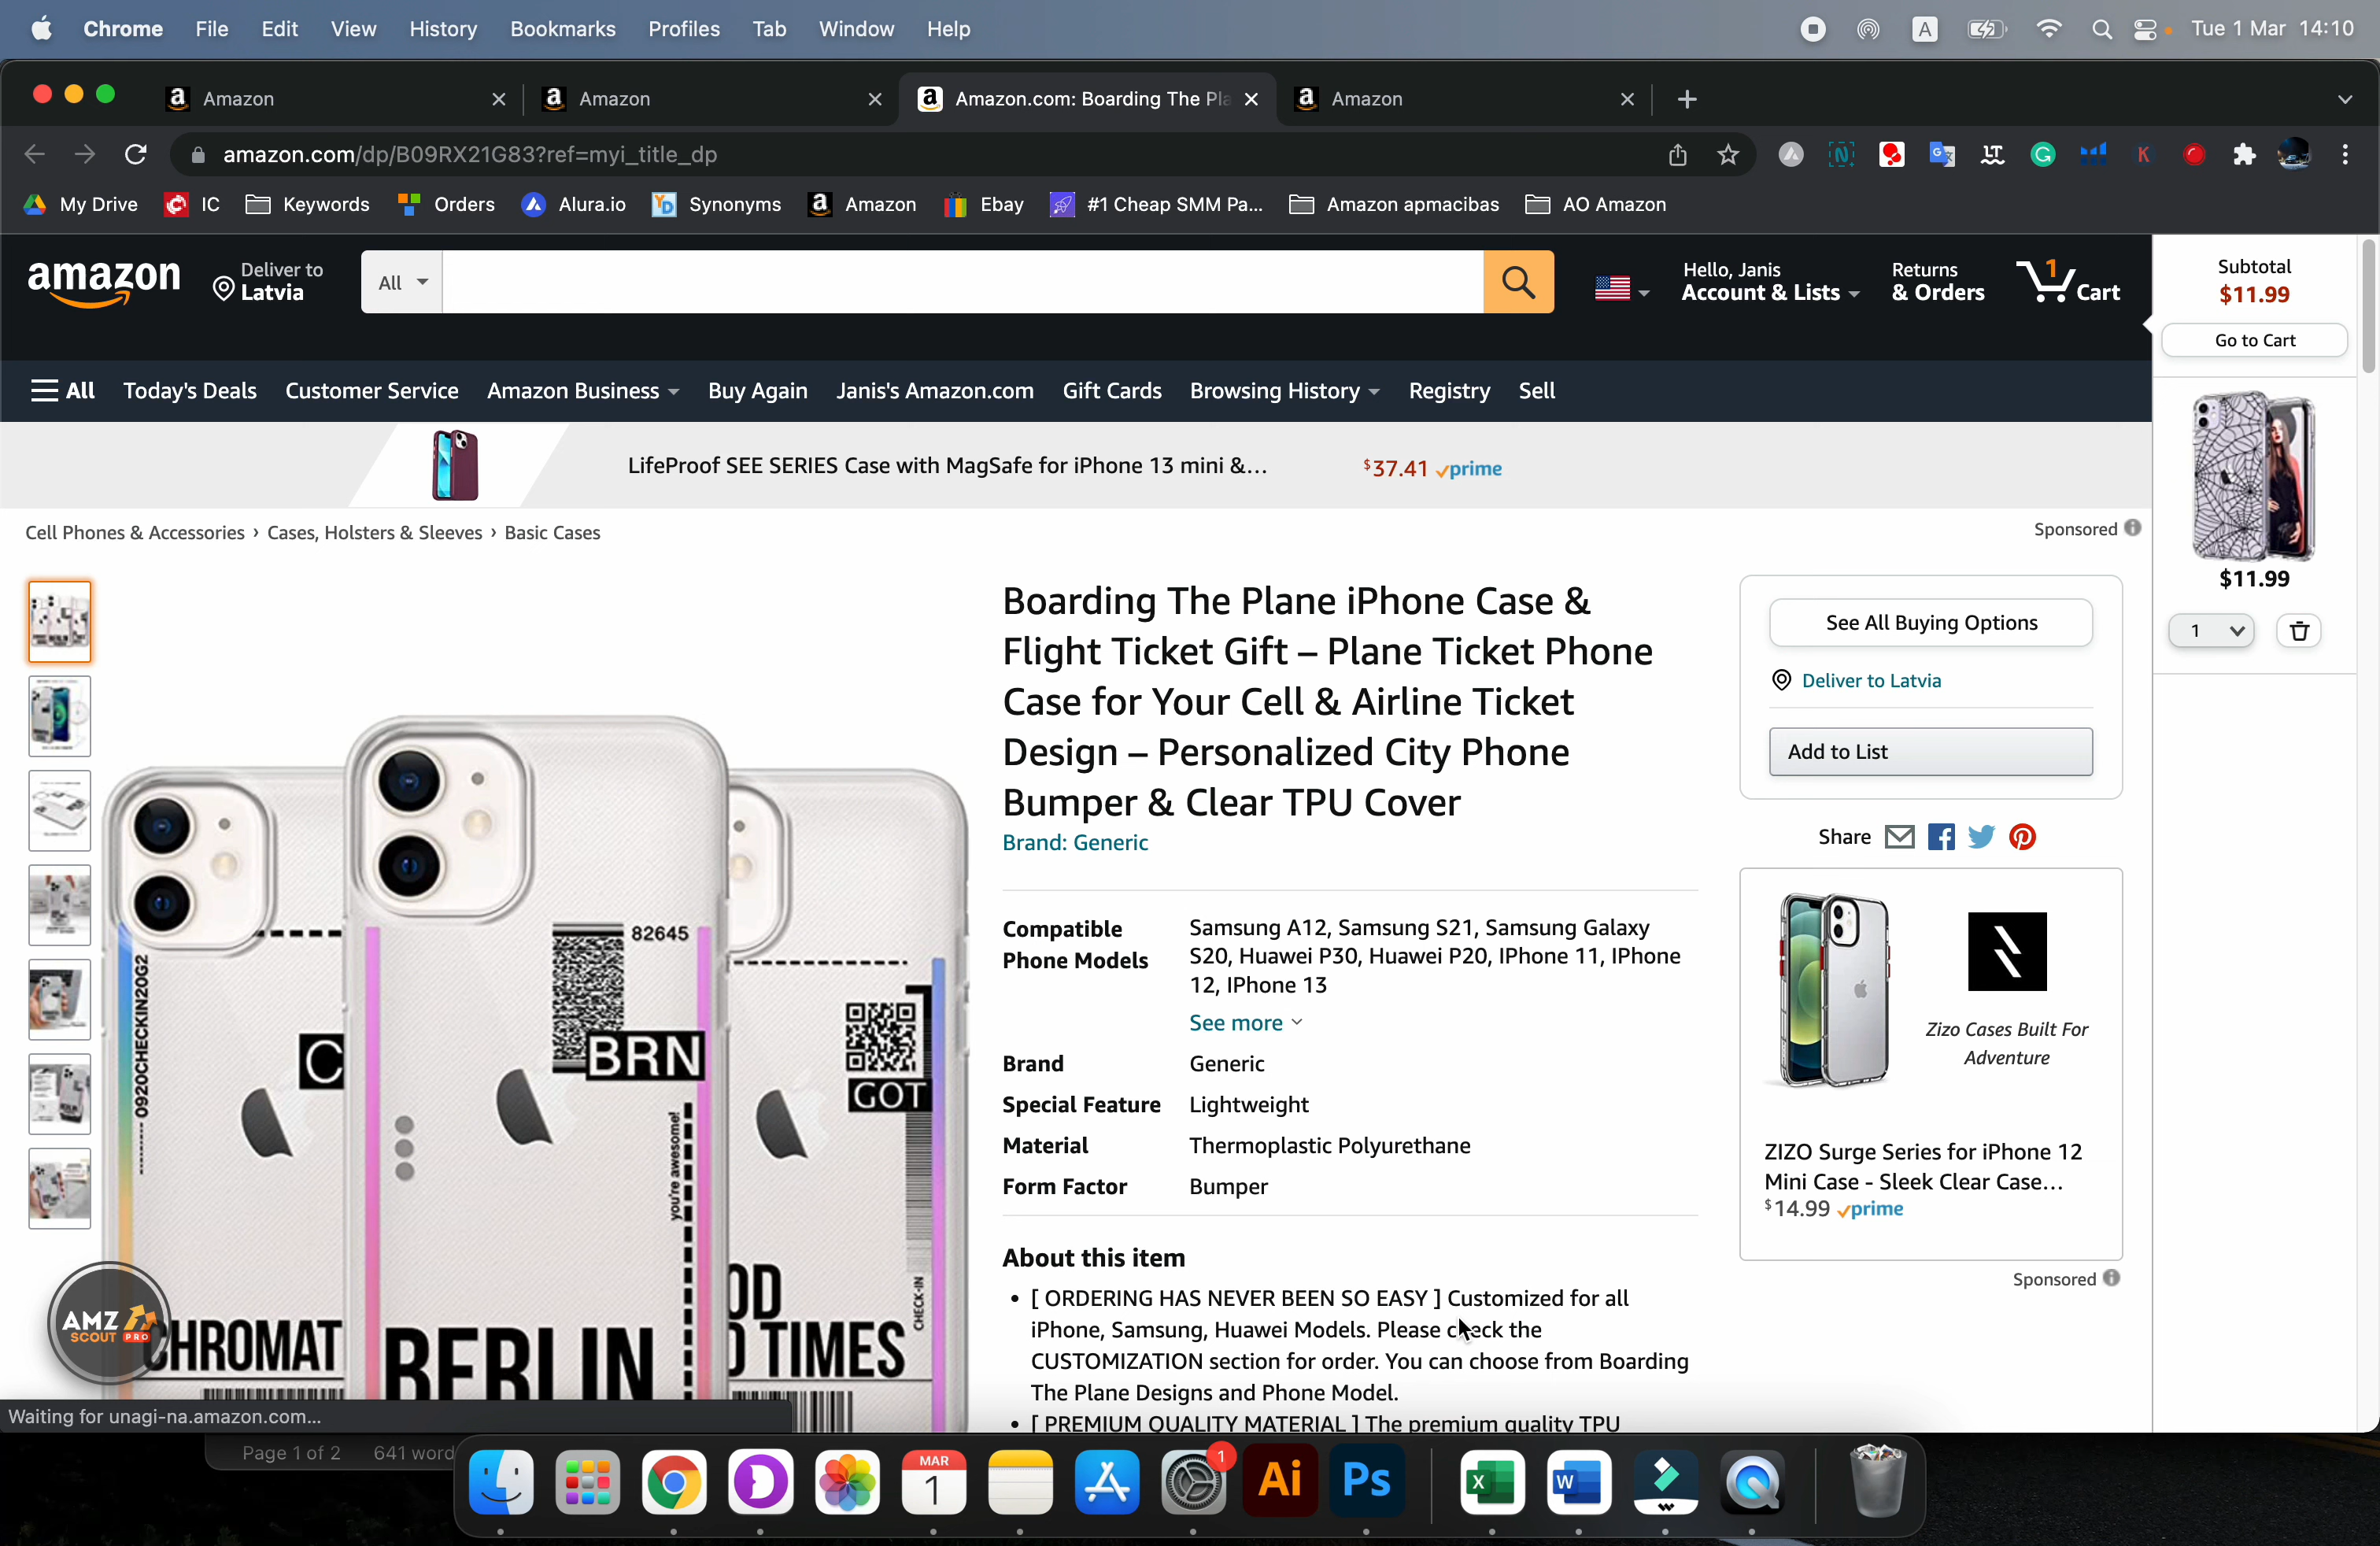 Chrome File Edit View History Bookmarks Profiles Tab Window Help
A
Tue 1 Mar 14:10
Amazon
Amazon
Amazon.com: Boarding The Pla
Amazon
amazon.com/dp/B09RX21G83?ref=myi_title_dp
My Drive
IC
Keywords
Orders
Alura.io
Synonyms
Amazon
Ebay
#1 Cheap SMM Pa...
Amazon apmacibas
AO Amazon
amazon
Deliver to
Latvia
All
Hello, Janis
Account & Lists
Returns
& Orders
1
Cart
Subtotal
$11.99
Go to Cart
$11.99
1
All Today's Deals Customer Service Amazon Business Buy Again Janis's Amazon.com Gift Cards Browsing History Registry Sell
LifeProof SEE SERIES Case with MagSafe for iPhone 13 mini &...
$37.41 prime
Cell Phones & Accessories › Cases, Holsters & Sleeves › Basic Cases
Sponsored
Boarding The Plane iPhone Case &
Flight Ticket Gift – Plane Ticket Phone
Case for Your Cell & Airline Ticket
Design – Personalized City Phone
Bumper & Clear TPU Cover
Brand: Generic
Compatible
Phone Models
Samsung A12, Samsung S21, Samsung Galaxy
S20, Huawei P30, Huawei P20, IPhone 11, IPhone
12, IPhone 13
See more
Brand Generic
Special Feature Lightweight
Material Thermoplastic Polyurethane
Form Factor Bumper
About this item
• [ ORDERING HAS NEVER BEEN SO EASY ] Customized for all
iPhone, Samsung, Huawei Models. Please check the
CUSTOMIZATION section for order. You can choose from Boarding
The Plane Designs and Phone Model.
• [ PREMIUM QUALITY MATERIAL ] The premium quality TPU
See All Buying Options
Deliver to Latvia
Add to List
Share
Zizo Cases Built For
Adventure
ZIZO Surge Series for iPhone 12
Mini Case - Sleek Clear Case...
$14.99 prime
Sponsored
0920CHECKIN20G2
C
82645
BRN
you're awesome!
GOT
CHECK-IN
CHROMAT
BERLIN
OD
D TIMES
AMZ
SCOUT PRO
Waiting for unagi-na.amazon.com...
Page 1 of 2 641 word
MAR
1
1
Ai
Ps
X
W